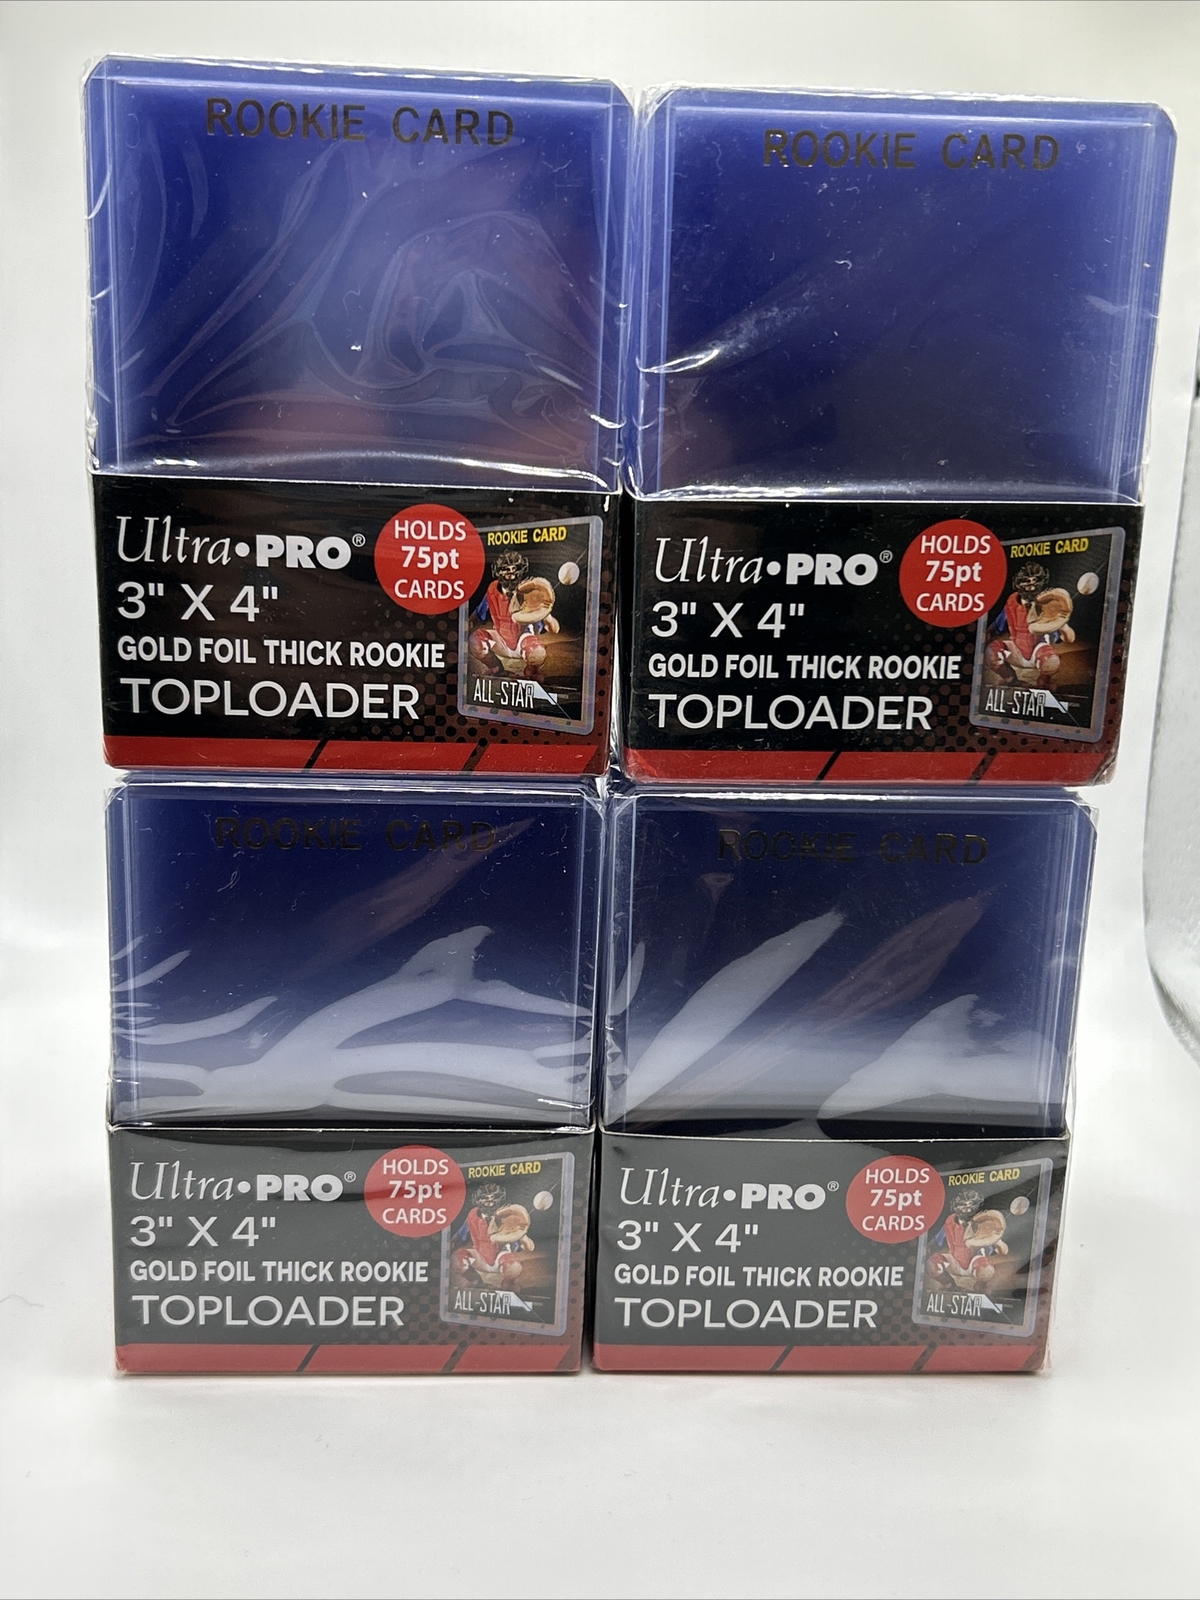 ROOKIE CARD
Ultra•PRO®
3" X 4"
GOLD FOIL THICK ROOKIE
TOPLOADER
HOLDS
75pt
CARDS
ROOKIE CARD
ALL-STAR
ROOKIE CARD
Ultra•PRO®
3" X 4"
GOLD FOIL THICK ROOKIE
TOPLOADER
HOLDS
75pt
CARDS
ROOKIE CARD
ALL-STAR
ROOKIE CARD
Ultra•PRO®
3" X 4"
GOLD FOIL THICK ROOKIE
TOPLOADER
HOLDS
75pt
CARDS
ROOKIE CARD
ALL-STAR
ROOKIE CARD
Ultra•PRO®
3" X 4"
GOLD FOIL THICK ROOKIE
TOPLOADER
HOLDS
75pt
CARDS
ROOKIE CARD
ALL-STAR